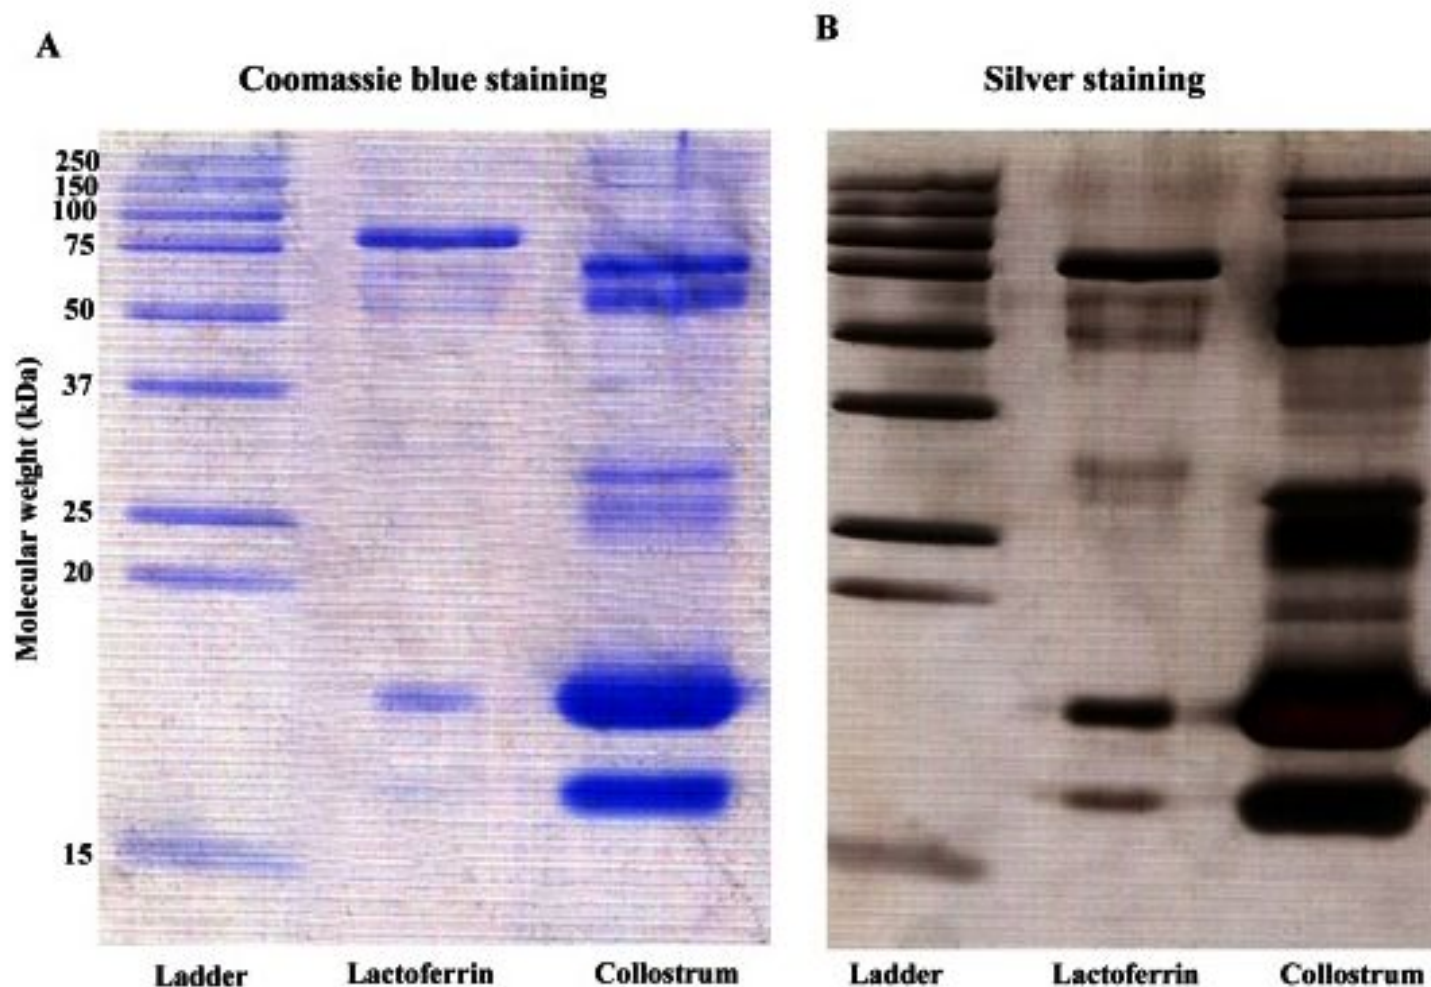 A
B
Coomassie blue staining
Silver staining
250
150
100
75
50
37
25
20
15
Molecular weight (kDa)
Ladder
Lactoferrin
Collostrum
Ladder
Lactoferrin
Collostrum